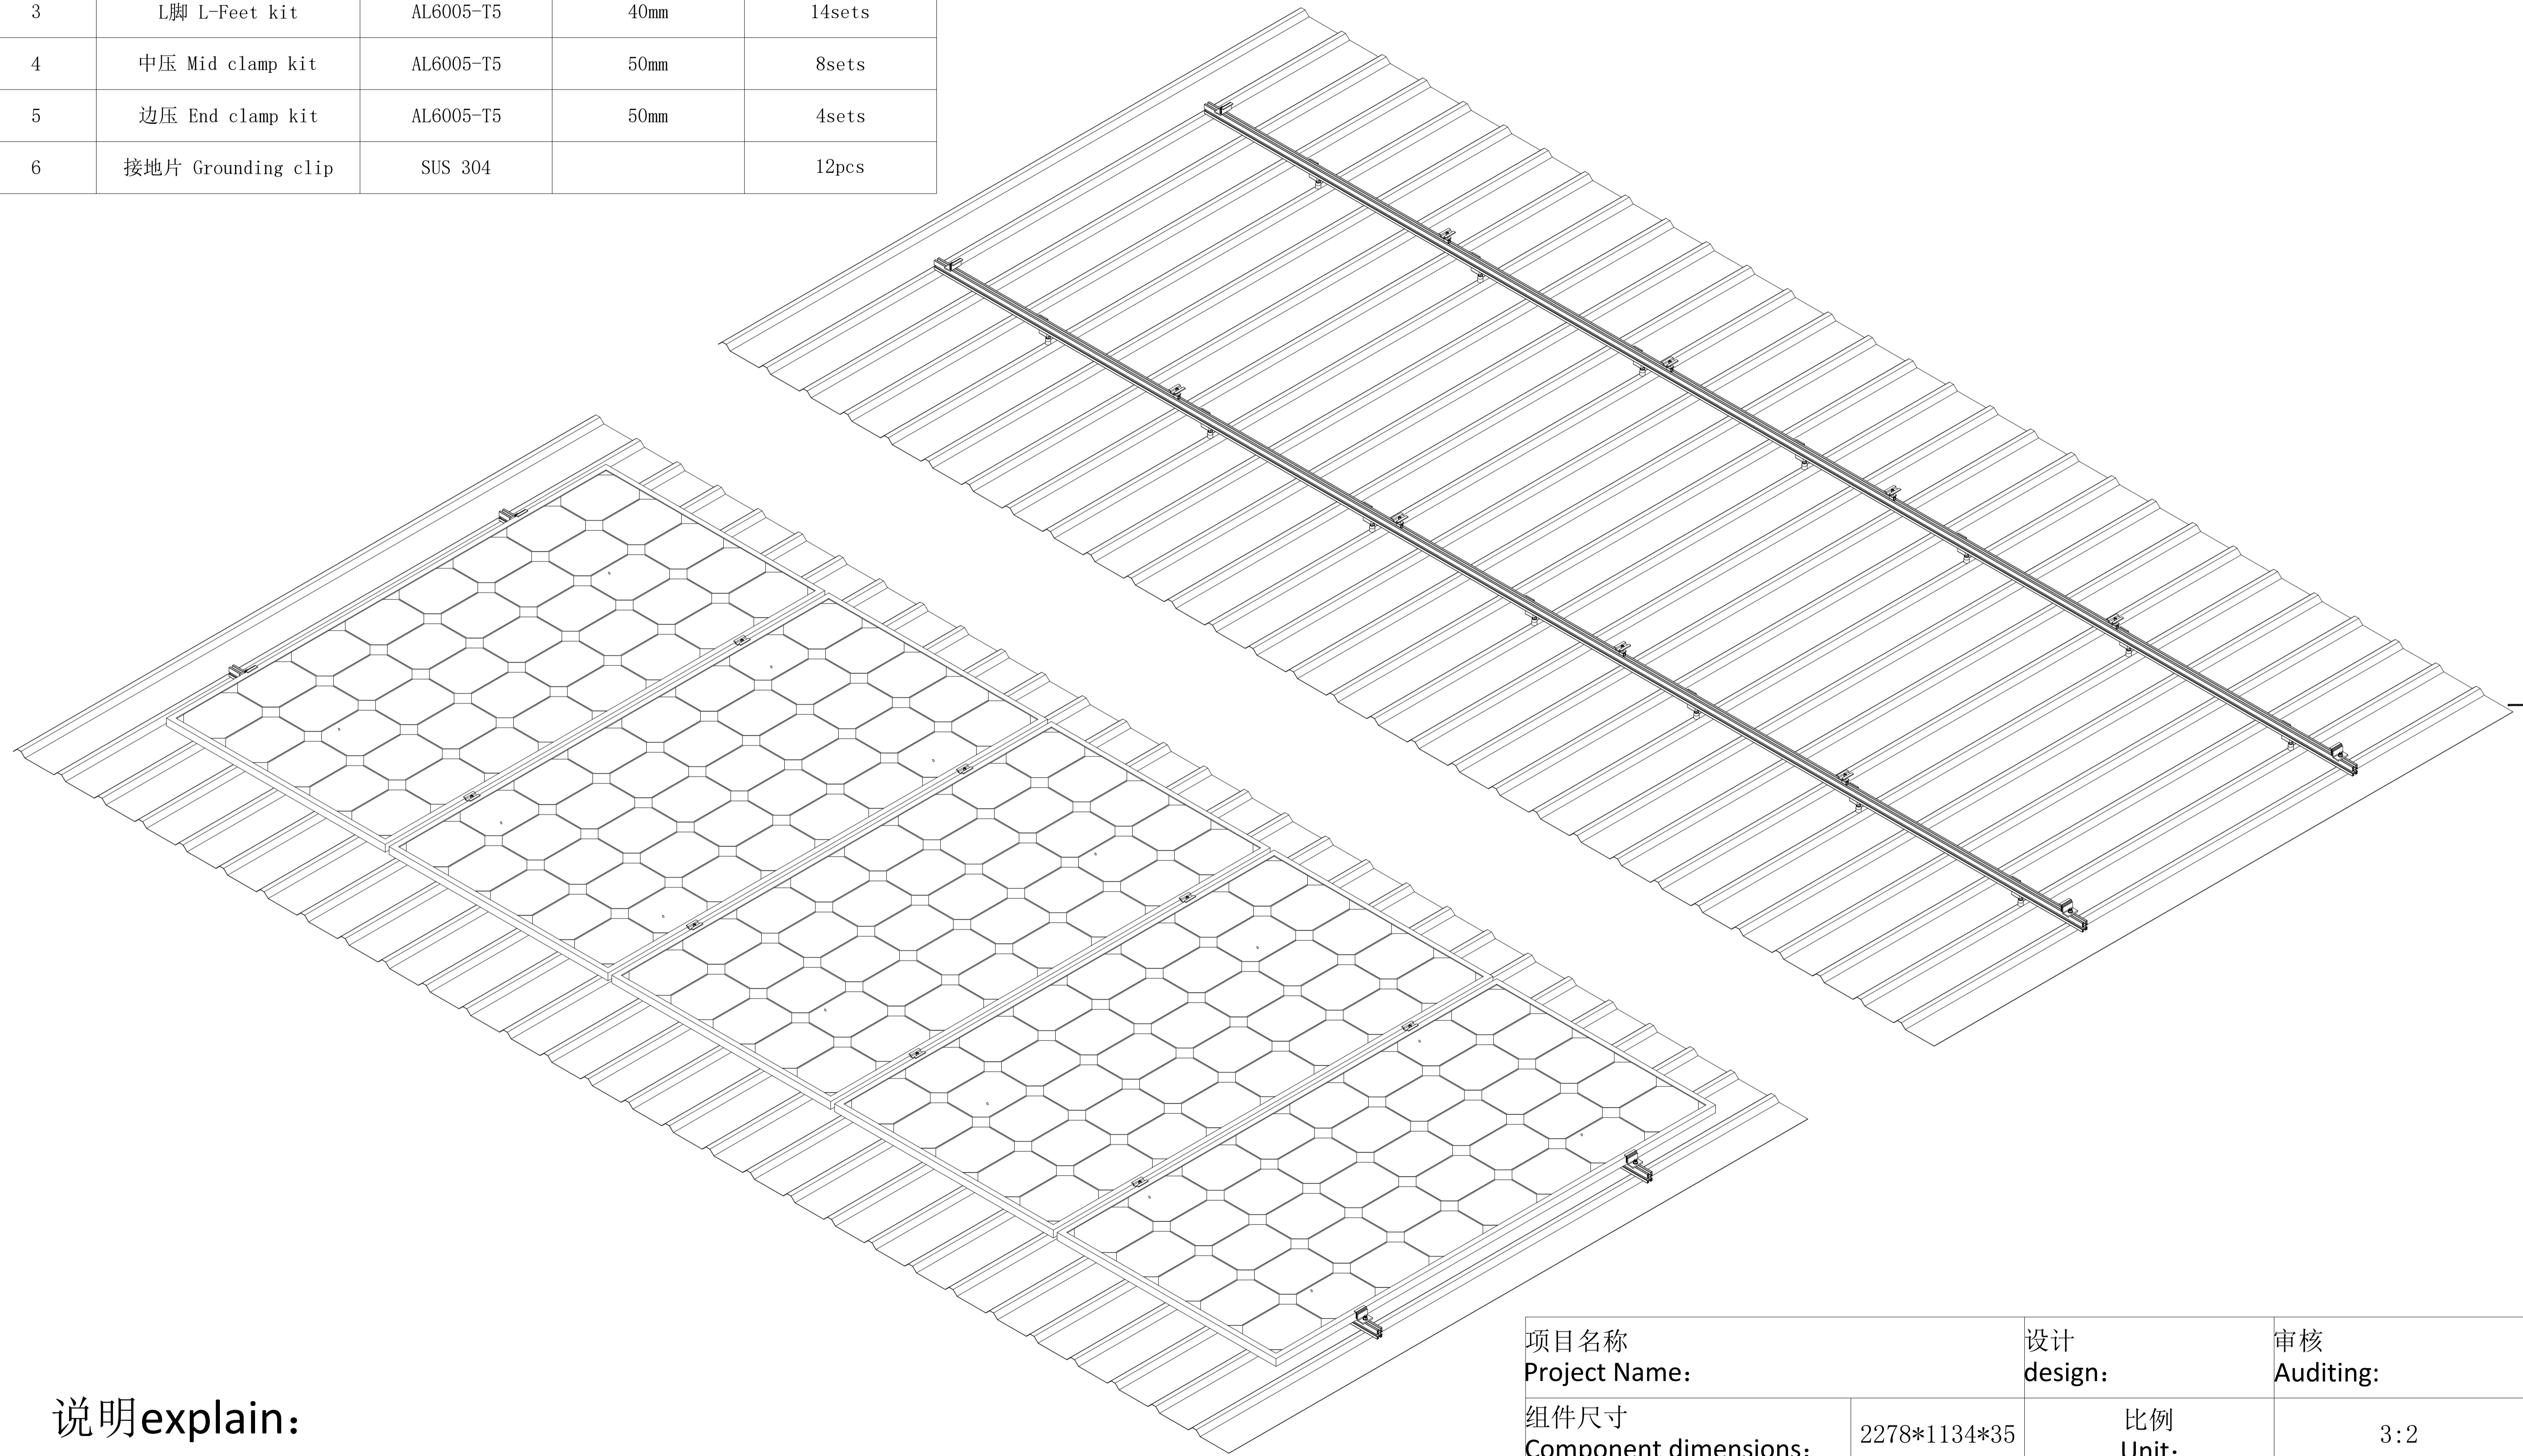 3 L脚 L-Feet kit AL6005-T5 40mm 14sets
4 中压 Mid clamp kit AL6005-T5 50mm 8sets
5 边压 End clamp kit AL6005-T5 50mm 4sets
6 接地片 Grounding clip SUS 304 12pcs
说明explain：
项目名称
Project Name：
设计
design：
审核
Auditing:
组件尺寸
Component dimensions：
2278*1134*35
比例
Unit：
3:2